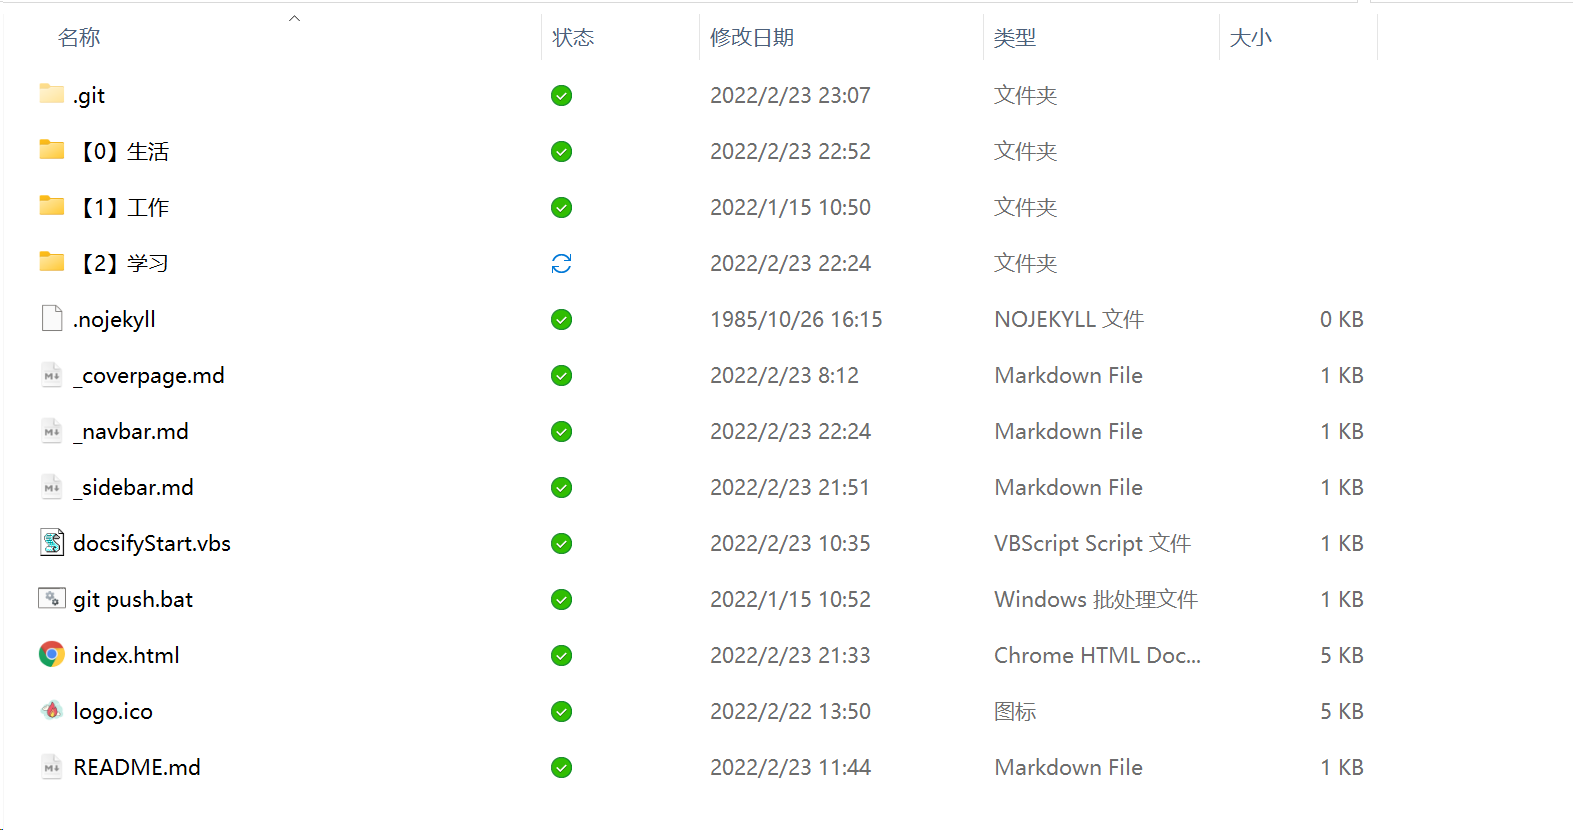 名称 状态 修改日期 类型 大小
.git 2022/2/23 23:07 文件夹
【0】生活 2022/2/23 22:52 文件夹
【1】工作 2022/1/15 10:50 文件夹
【2】学习 2022/2/23 22:24 文件夹
.nojekyll 1985/10/26 16:15 NOJEKYLL 文件 0 KB
_coverpage.md 2022/2/23 8:12 Markdown File 1 KB
_navbar.md 2022/2/23 22:24 Markdown File 1 KB
_sidebar.md 2022/2/23 21:51 Markdown File 1 KB
docsifyStart.vbs 2022/2/23 10:35 VBScript Script 文件 1 KB
git push.bat 2022/1/15 10:52 Windows 批处理文件 1 KB
index.html 2022/2/23 21:33 Chrome HTML Doc... 5 KB
logo.ico 2022/2/22 13:50 图标 5 KB
README.md 2022/2/23 11:44 Markdown File 1 KB